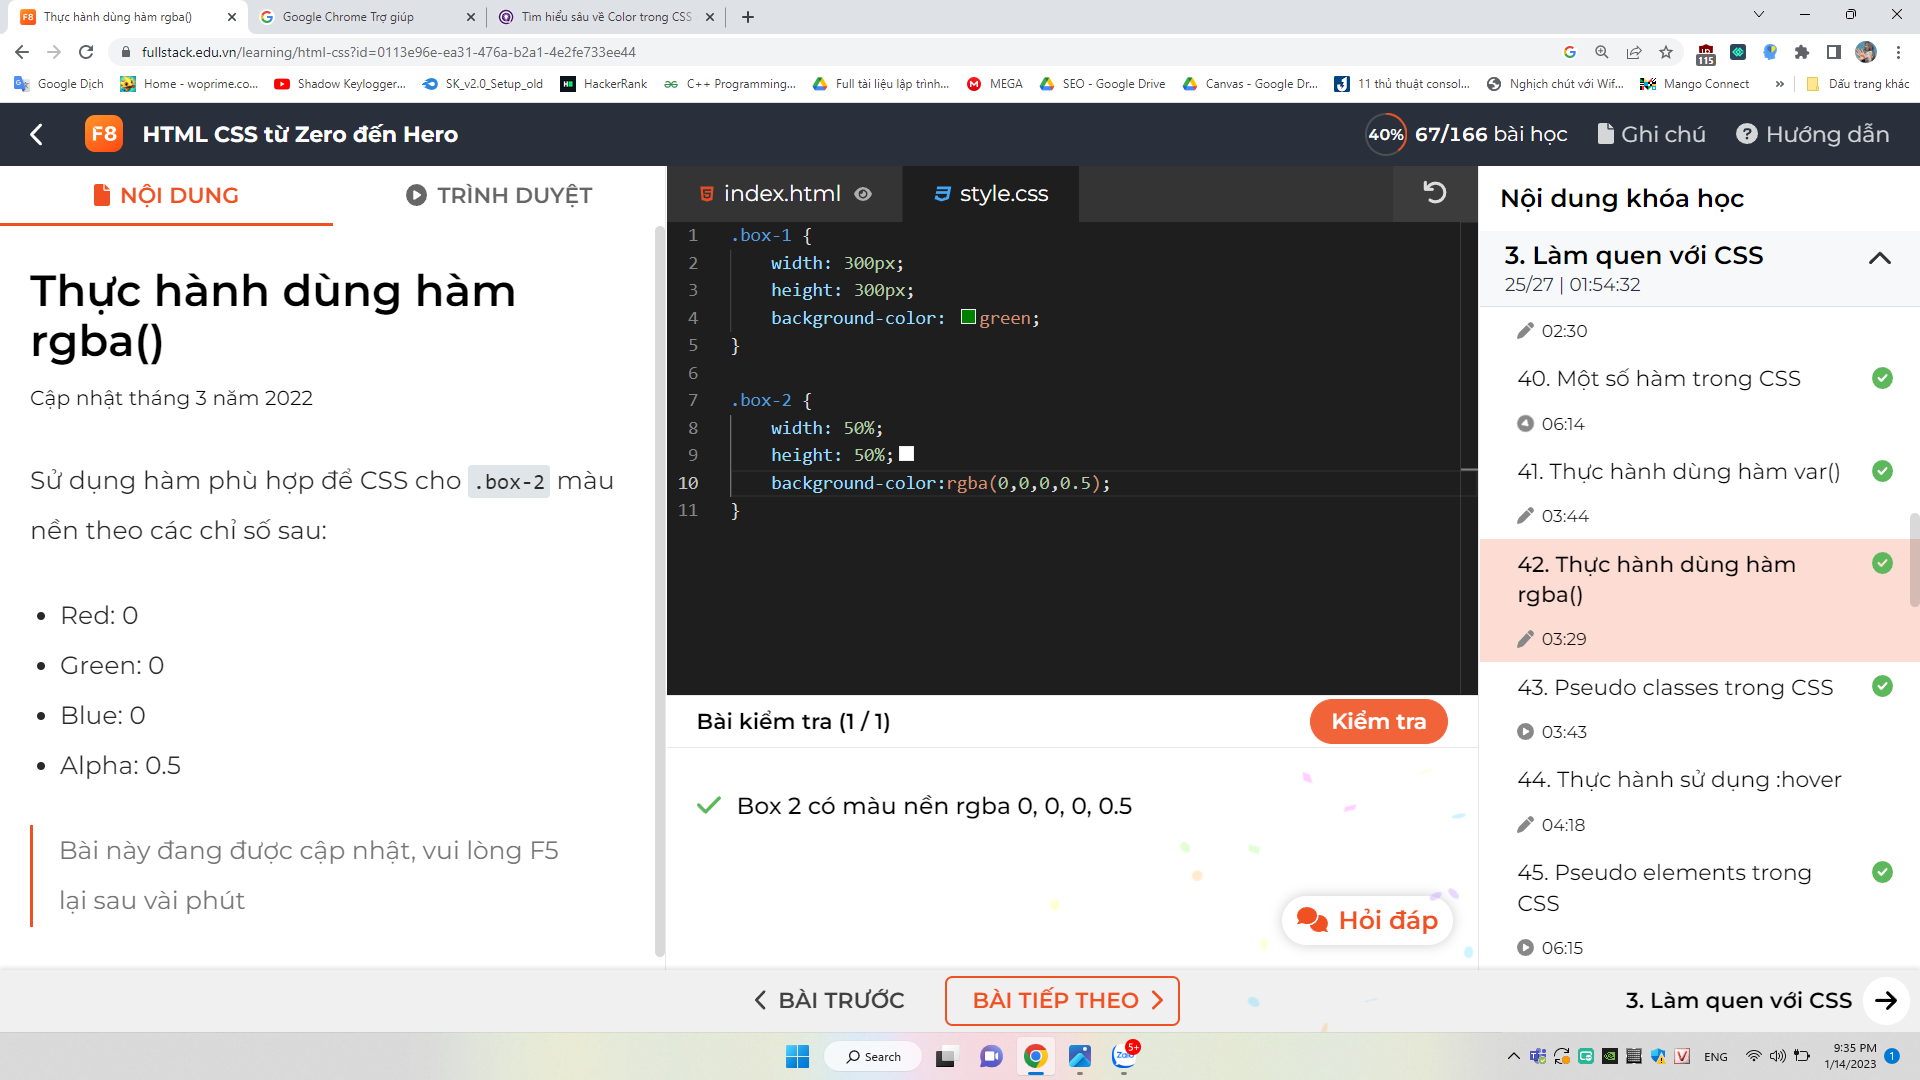 Thực hành dùng hàm rgba()
Google Chrome Trợ giúp
Tìm hiểu sâu về Color trong CSS
fullstack.edu.vn/learning/html-css?id=0113e96e-ea31-476a-b2a1-4e2fe733ee44
115
Google Dịch
Home - woprime.co...
Shadow Keylogger...
SK_v2.0_Setup_old
HackerRank
C++ Programming...
Full tài liệu lập trình...
MEGA
SEO - Google Drive
Canvas - Google Dr...
11 thủ thuật consol...
Nghịch chút với Wif...
Mango Connect
»
Dấu trang khác
F8
HTML CSS từ Zero đến Hero
40%
67/166 bài học
Ghi chú
Hướng dẫn
NỘI DUNG
TRÌNH DUYỆT
Thực hành dùng hàm
rgba()
Cập nhật tháng 3 năm 2022
Sử dụng hàm phù hợp để CSS cho .box-2 màu
nền theo các chỉ số sau:
• Red: 0
• Green: 0
• Blue: 0
• Alpha: 0.5
Bài này đang được cập nhật, vui lòng F5
lại sau vài phút
index.html
style.css
1 .box-1 {
2 width: 300px;
3 height: 300px;
4 background-color: green;
5 }
6
7 .box-2 {
8 width: 50%;
9 height: 50%;
10 background-color:rgba(0,0,0,0.5);
11 }
Bài kiểm tra (1 / 1)
Kiểm tra
Box 2 có màu nền rgba 0, 0, 0, 0.5
Hỏi đáp
Nội dung khóa học
3. Làm quen với CSS
25/27 | 01:54:32
02:30
40. Một số hàm trong CSS
06:14
41. Thực hành dùng hàm var()
03:44
42. Thực hành dùng hàm
rgba()
03:29
43. Pseudo classes trong CSS
03:43
44. Thực hành sử dụng :hover
04:18
45. Pseudo elements trong
CSS
06:15
BÀI TRƯỚC
BÀI TIẾP THEO
3. Làm quen với CSS
Search
Zalo
5+
ENG
9:35 PM
1/14/2023
1